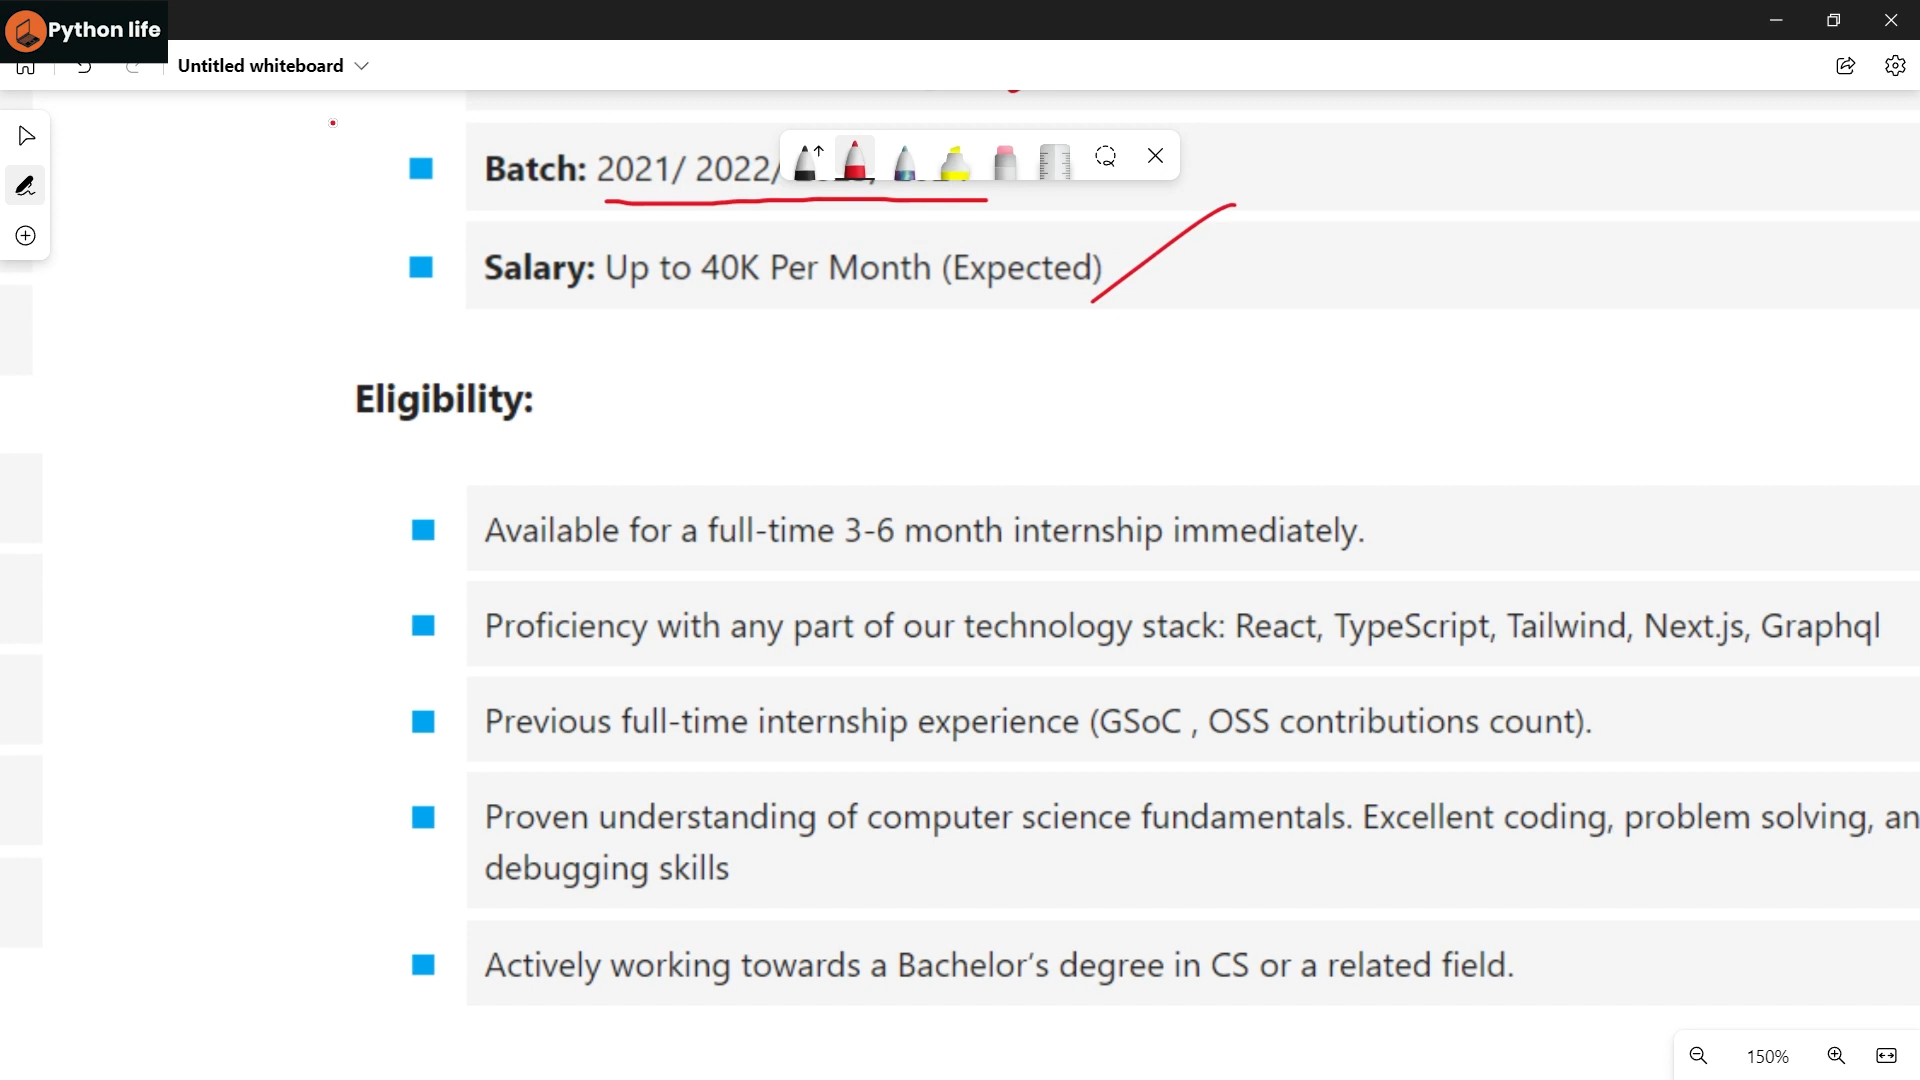 Python life
Untitled whiteboard
Batch: 2021/ 2022/
Salary: Up to 40K Per Month (Expected)
Eligibility:
Available for a full-time 3-6 month internship immediately.
Proficiency with any part of our technology stack: React, TypeScript, Tailwind, Next.js, Graphql
Previous full-time internship experience (GSoC , OSS contributions count).
Proven understanding of computer science fundamentals. Excellent coding, problem solving, an
debugging skills
Actively working towards a Bachelor's degree in CS or a related field.
150%